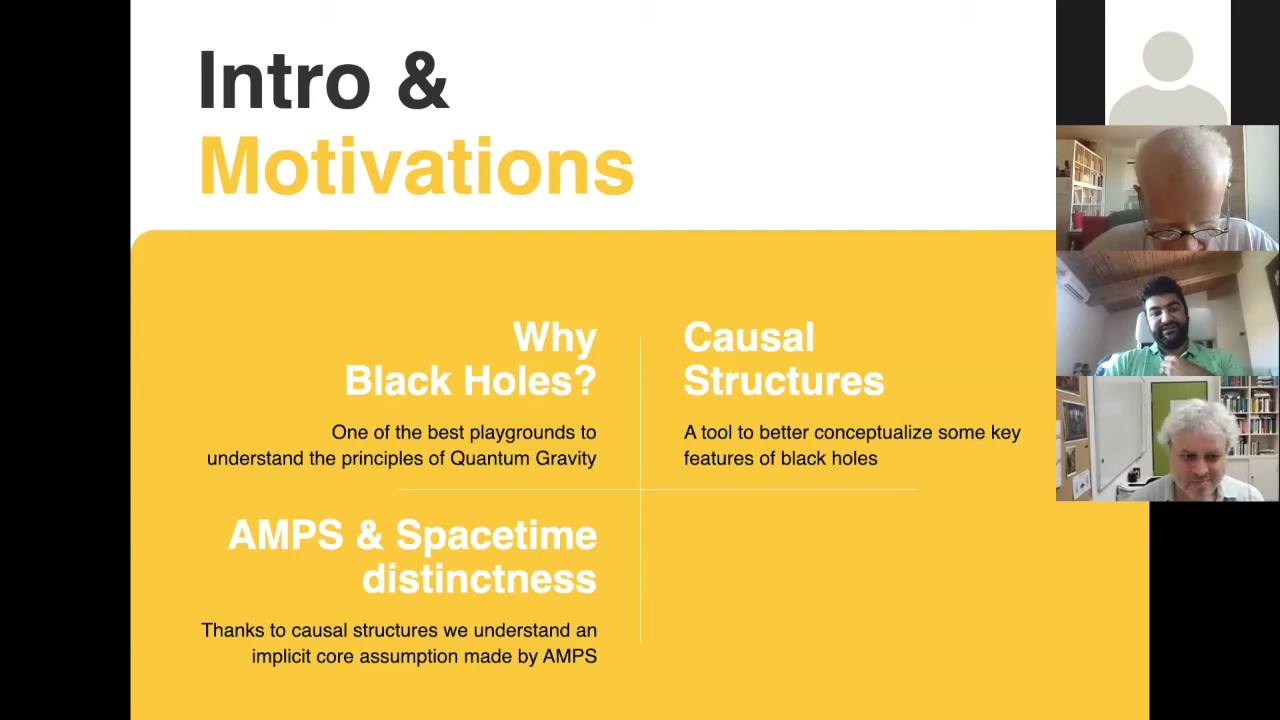 Intro &
Motivations
Why
Black Holes?
One of the best playgrounds to
understand the principles of Quantum Gravity
Causal
Structures
A tool to better conceptualize some key
features of black holes
AMPS & Spacetime
distinctness
Thanks to causal structures we understand an
implicit core assumption made by AMPS